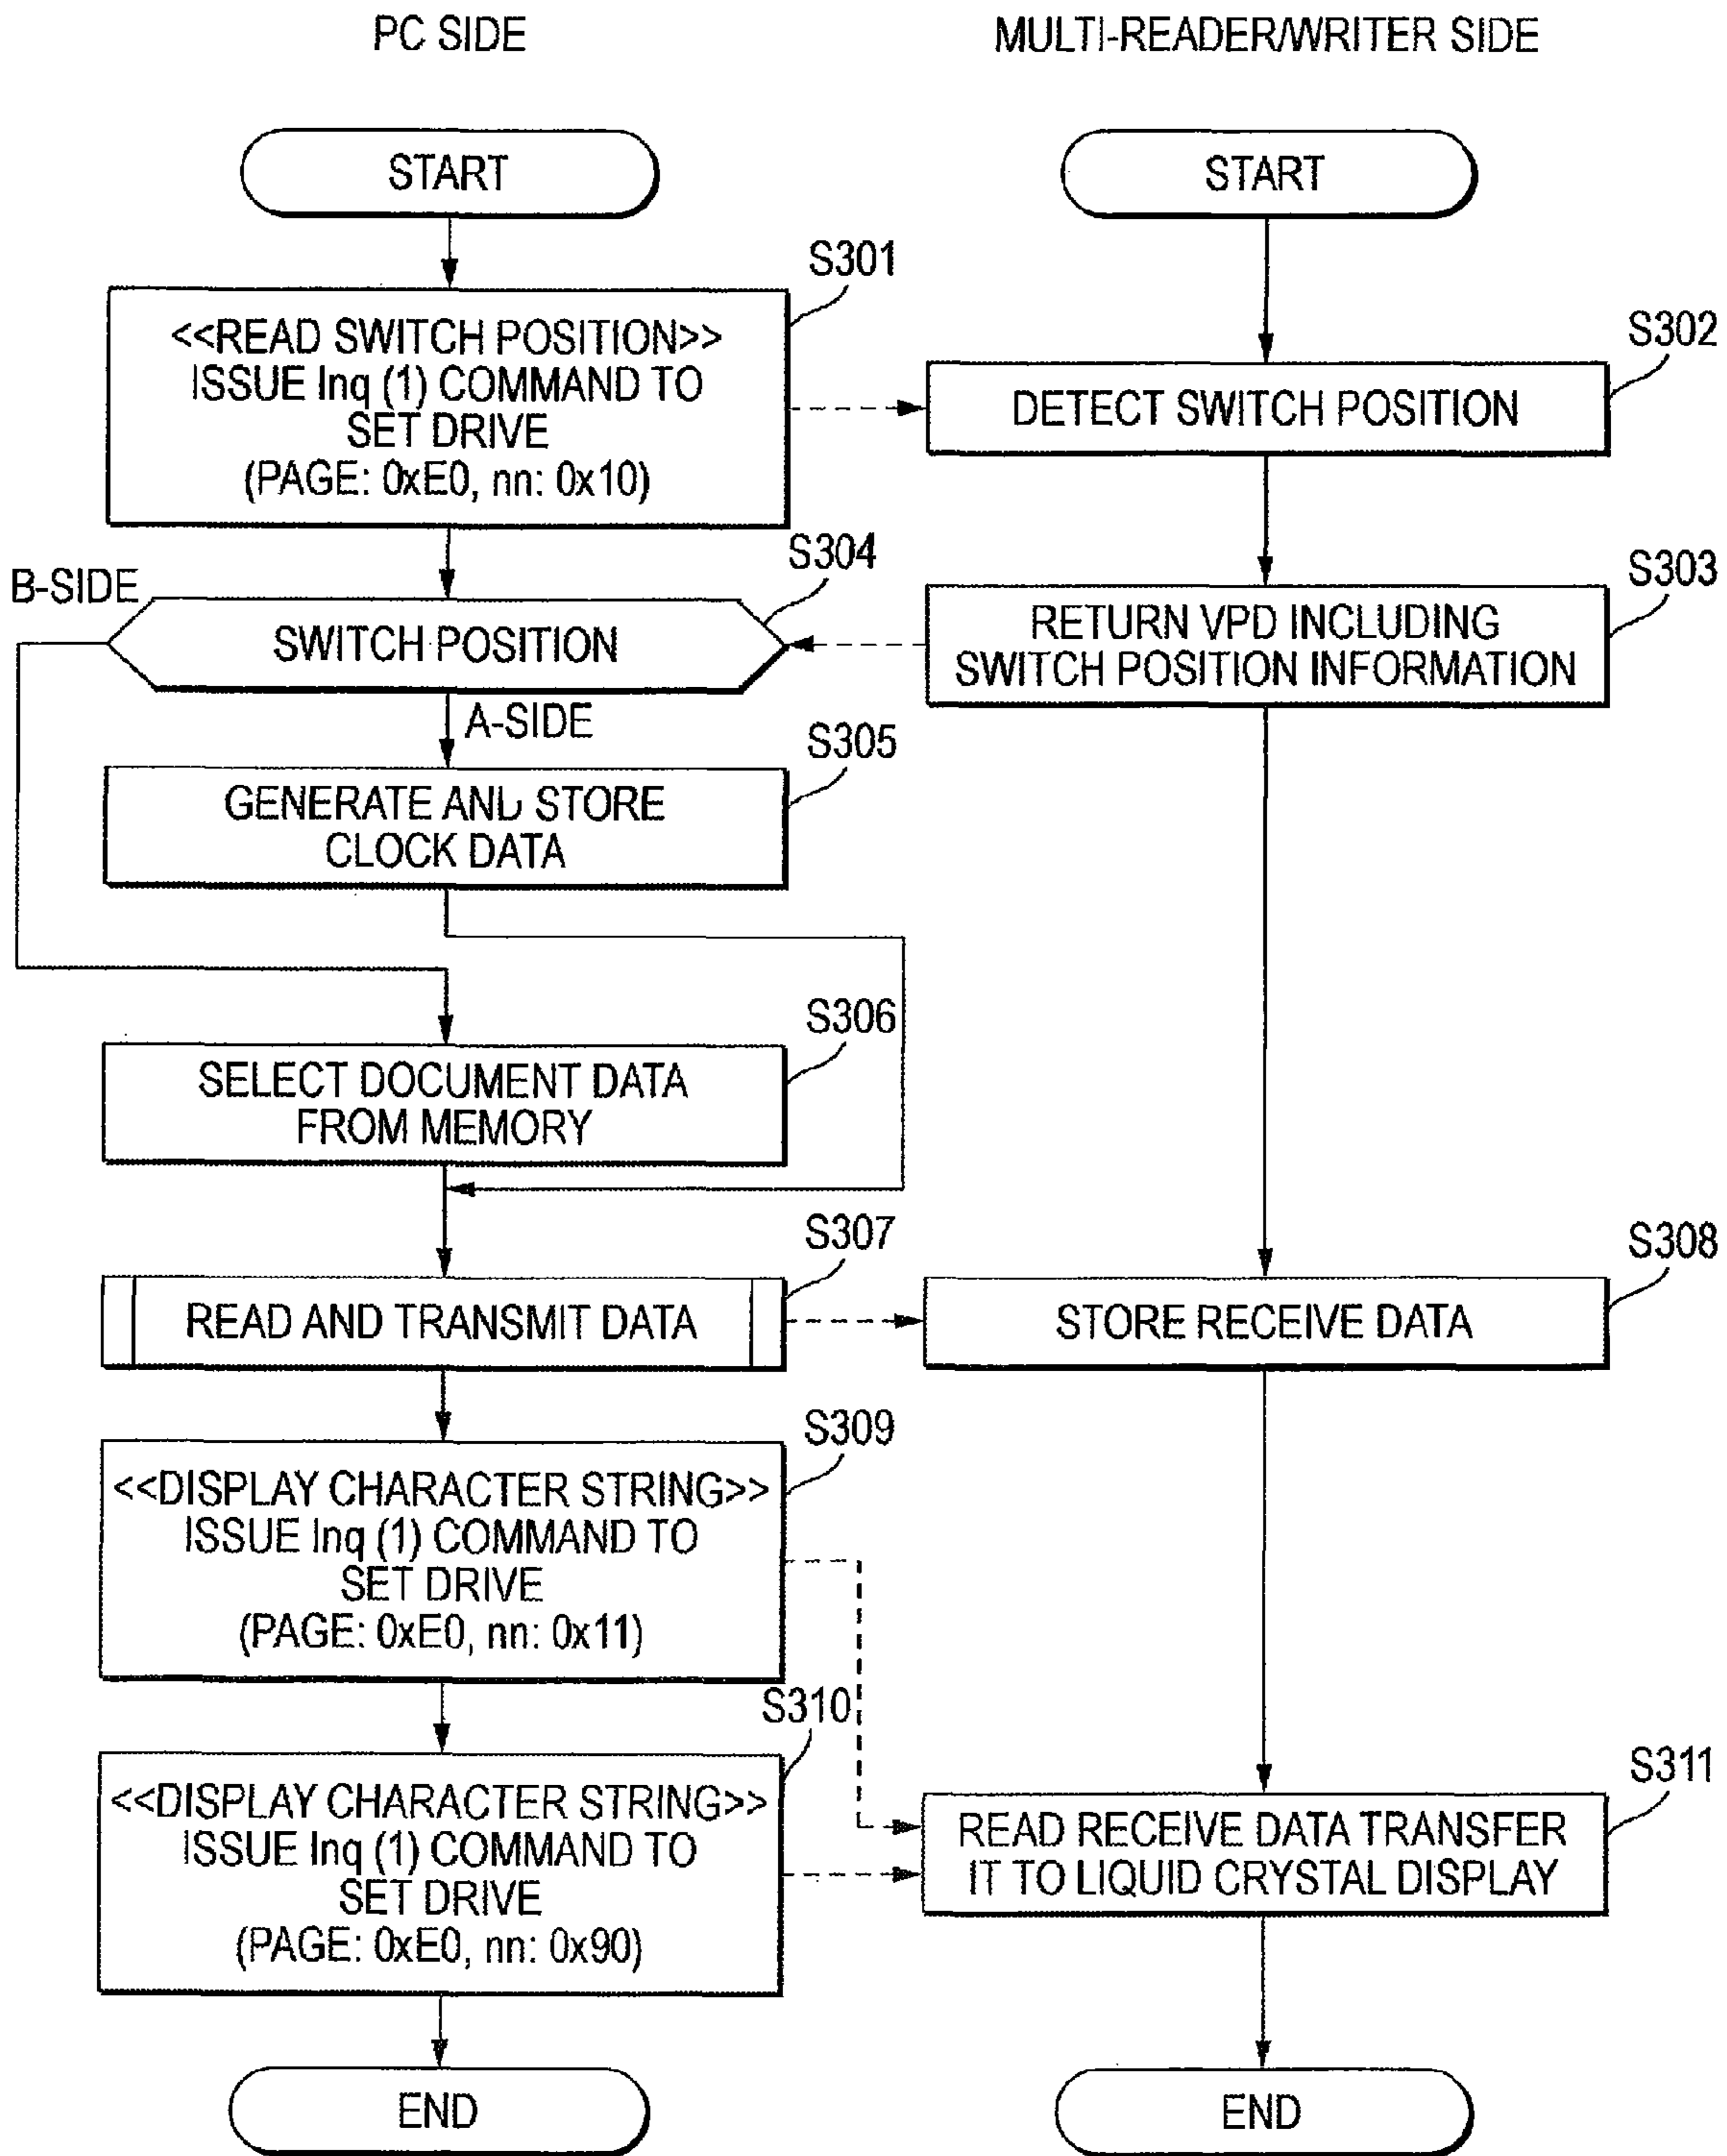 PC SIDE
MULTI-READER/WRITER SIDE
START
START
S301
<<READ SWITCH POSITION>>
ISSUE Inq (1) COMMAND TO
SET DRIVE
(PAGE: 0xE0, nn: 0x10)
S302
DETECT SWITCH POSITION
S304
B-SIDE
SWITCH POSITION
A-SIDE
S303
RETURN VPD INCLUDING
SWITCH POSITION INFORMATION
S305
GENERATE AND STORE
CLOCK DATA
S306
SELECT DOCUMENT DATA
FROM MEMORY
S307
READ AND TRANSMIT DATA
S308
STORE RECEIVE DATA
S309
<<DISPLAY CHARACTER STRING>>
ISSUE Inq (1) COMMAND TO
SET DRIVE
(PAGE: 0xE0, nn: 0x11)
S310
<<DISPLAY CHARACTER STRING>>
ISSUE Inq (1) COMMAND TO
SET DRIVE
(PAGE: 0xE0, nn: 0x90)
S311
READ RECEIVE DATA TRANSFER
IT TO LIQUID CRYSTAL DISPLAY
END
END